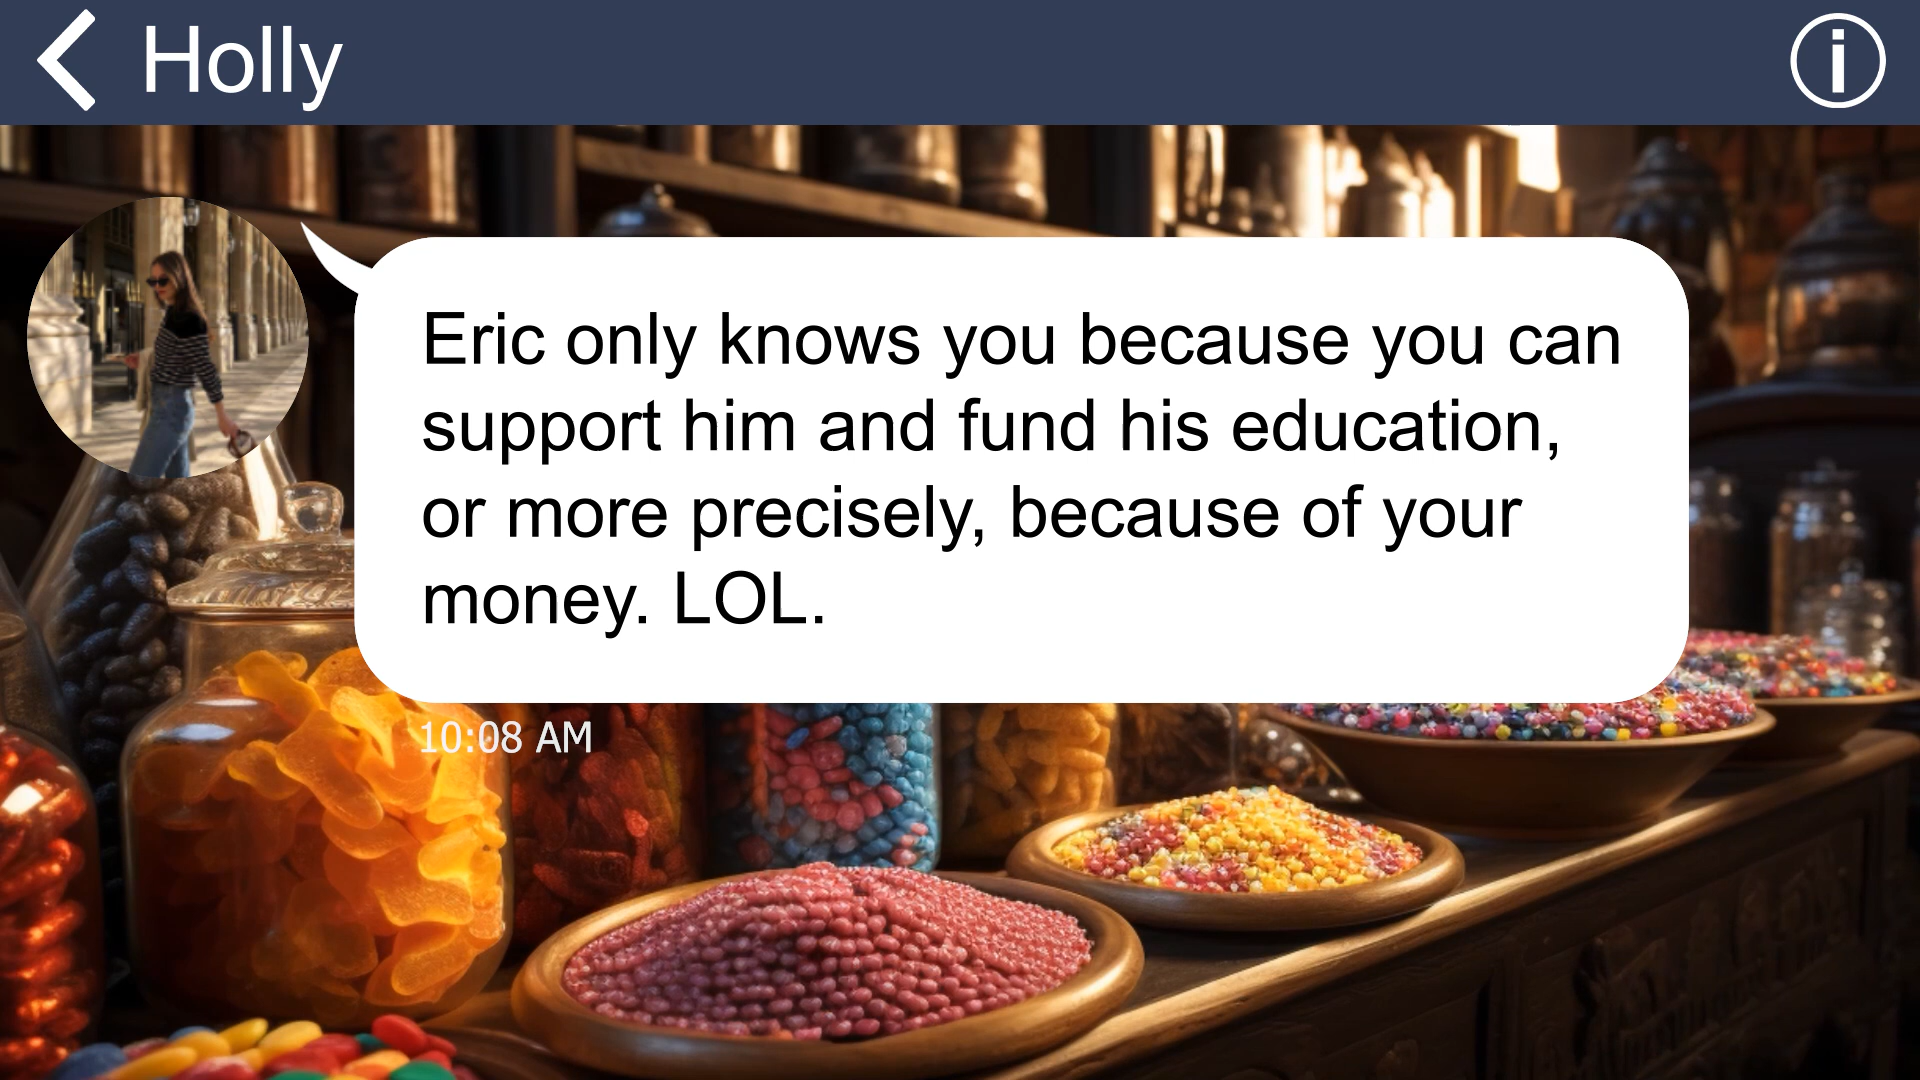 Holly
Eric only knows you because you can
support him and fund his education,
or more precisely, because of your
money. LOL.
10:08 AM